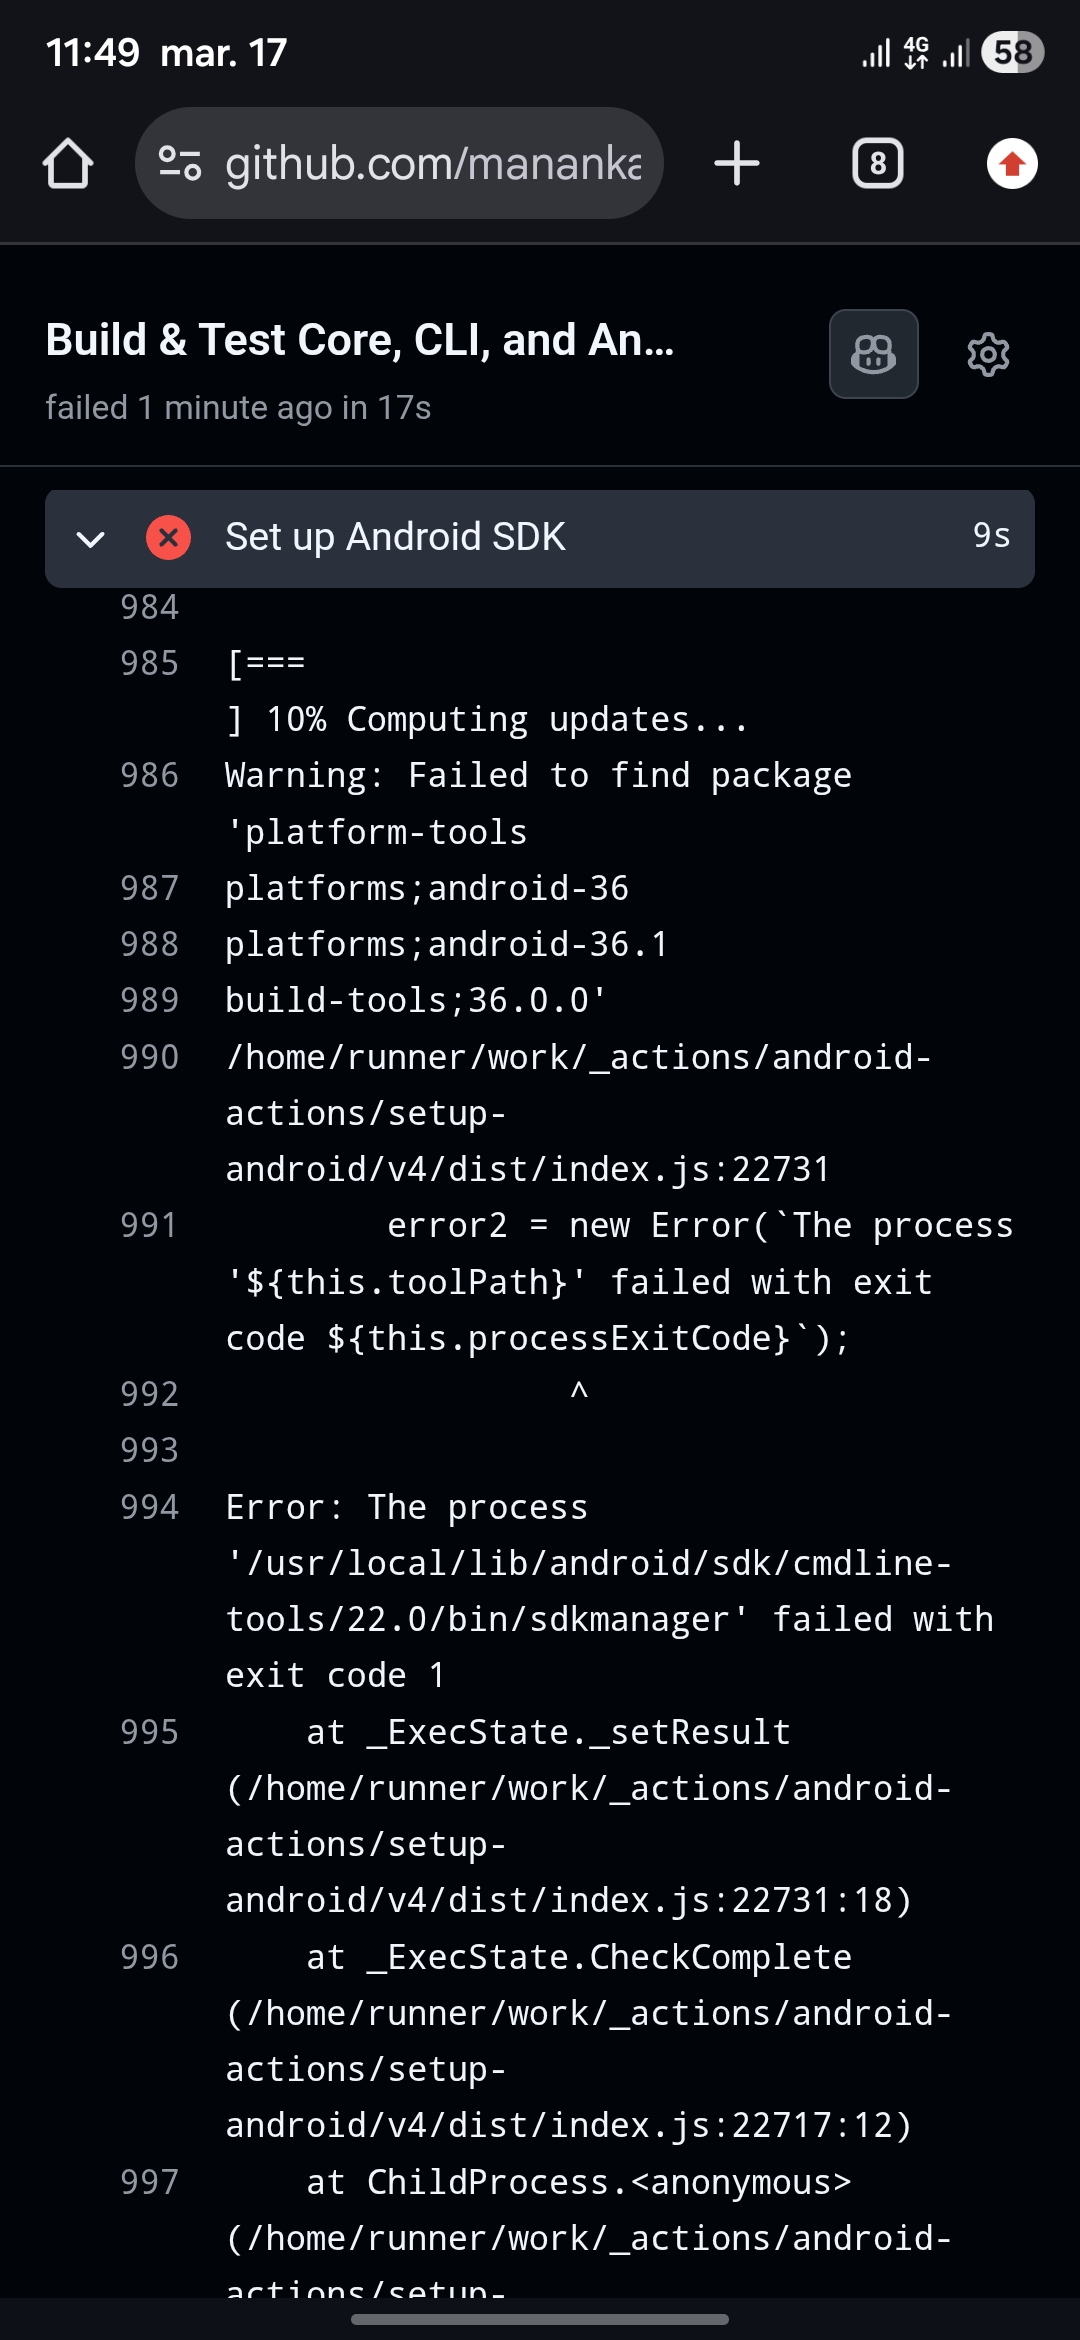 11:49 mar. 17 4G 58
github.com/mananka 8
Build & Test Core, CLI, and An...
failed 1 minute ago in 17s
Set up Android SDK 9s
984
985 [===
] 10% Computing updates...
986 Warning: Failed to find package
'platform-tools
987 platforms;android-36
988 platforms;android-36.1
989 build-tools;36.0.0'
990 /home/runner/work/_actions/android-
actions/setup-
android/v4/dist/index.js:22731
991 error2 = new Error(`The process
'${this.toolPath}' failed with exit
code ${this.processExitCode}`);
992 ^
993
994 Error: The process
'/usr/local/lib/android/sdk/cmdline-
tools/22.0/bin/sdkmanager' failed with
exit code 1
995 at _ExecState._setResult
(/home/runner/work/_actions/android-
actions/setup-
android/v4/dist/index.js:22731:18)
996 at _ExecState.CheckComplete
(/home/runner/work/_actions/android-
actions/setup-
android/v4/dist/index.js:22717:12)
997 at ChildProcess.<anonymous>
(/home/runner/work/_actions/android-
actions/setup-